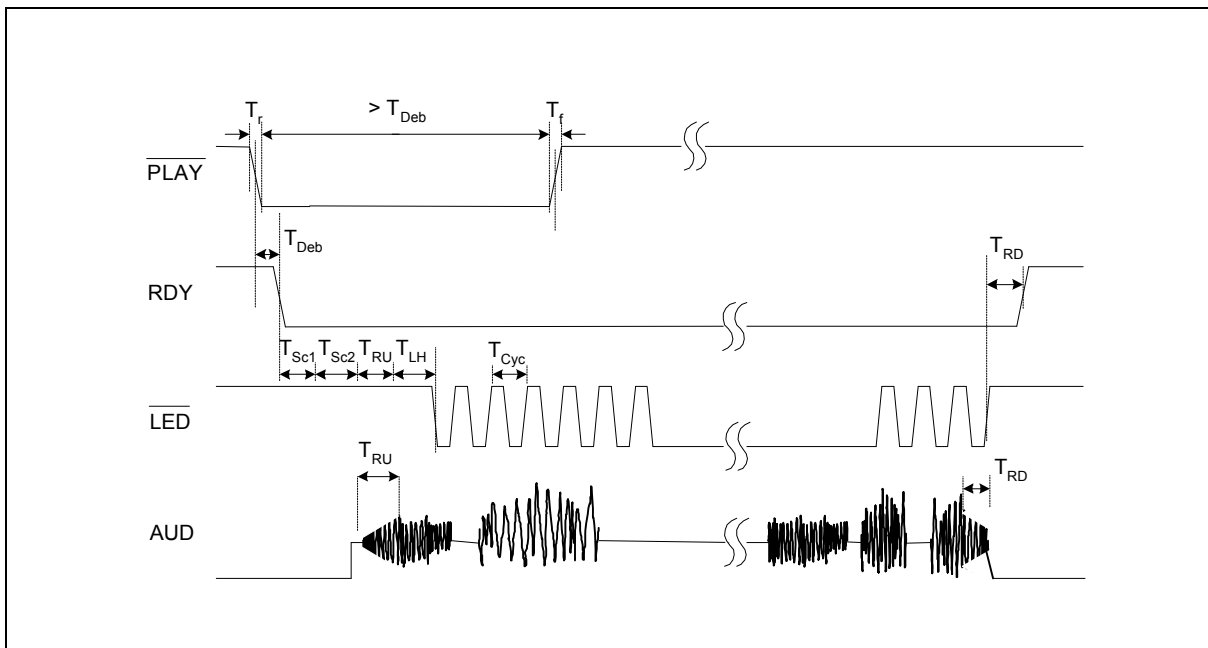 Tr > TDeb Tf
PLAY
TDeb
TRD
RDY
TSc1 TSc2 TRU TLH TCyc
LED
TRU
TRD
AUD